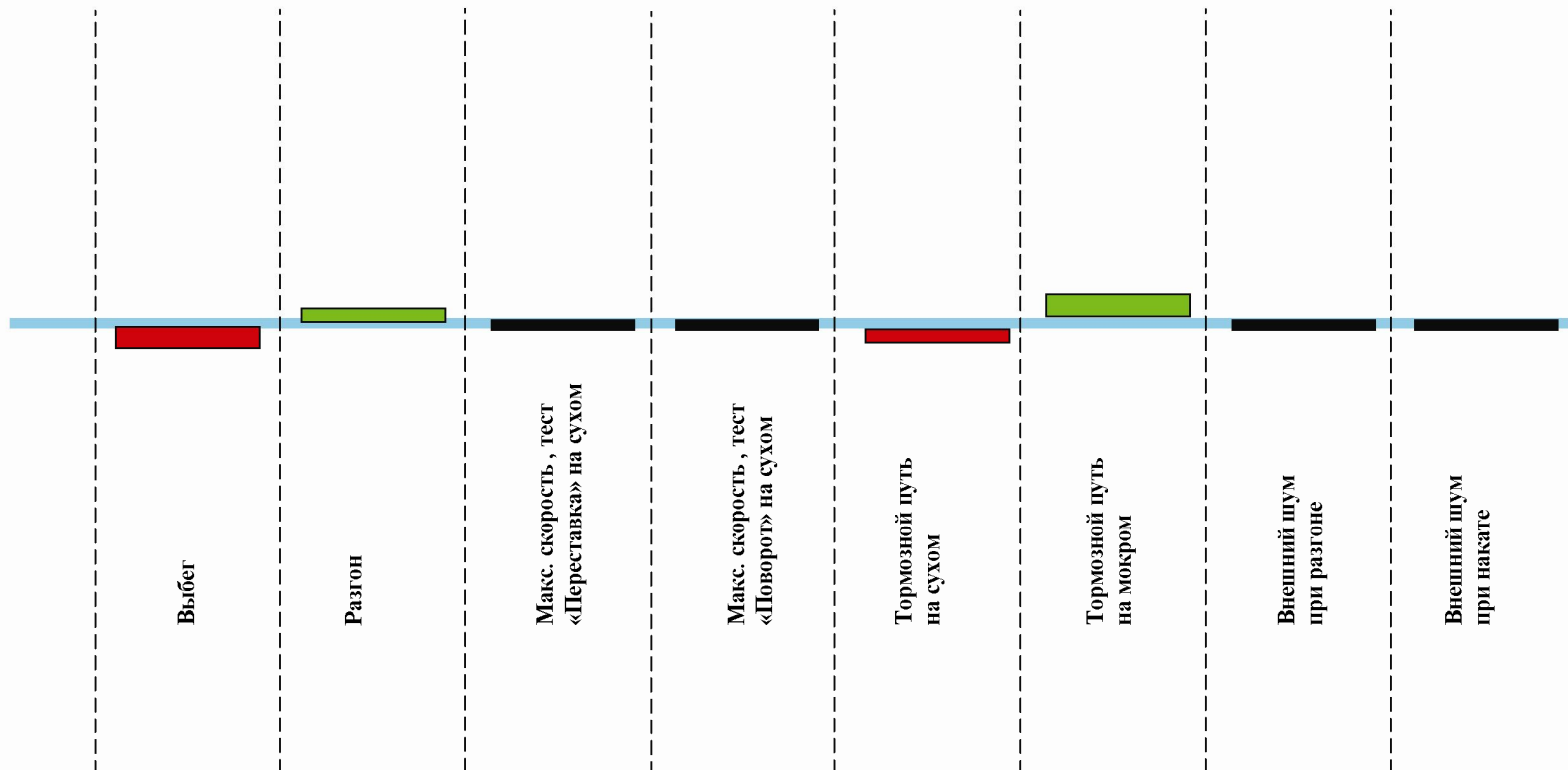 Выбег
Разгон
Макс. скорость , тест
«Переставка» на сухом
Макс. скорость , тест
«Поворот» на сухом
Тормозной путь
на сухом
Тормозной путь
на мокром
Внешний шум
при разгоне
Внешний шум
при накате